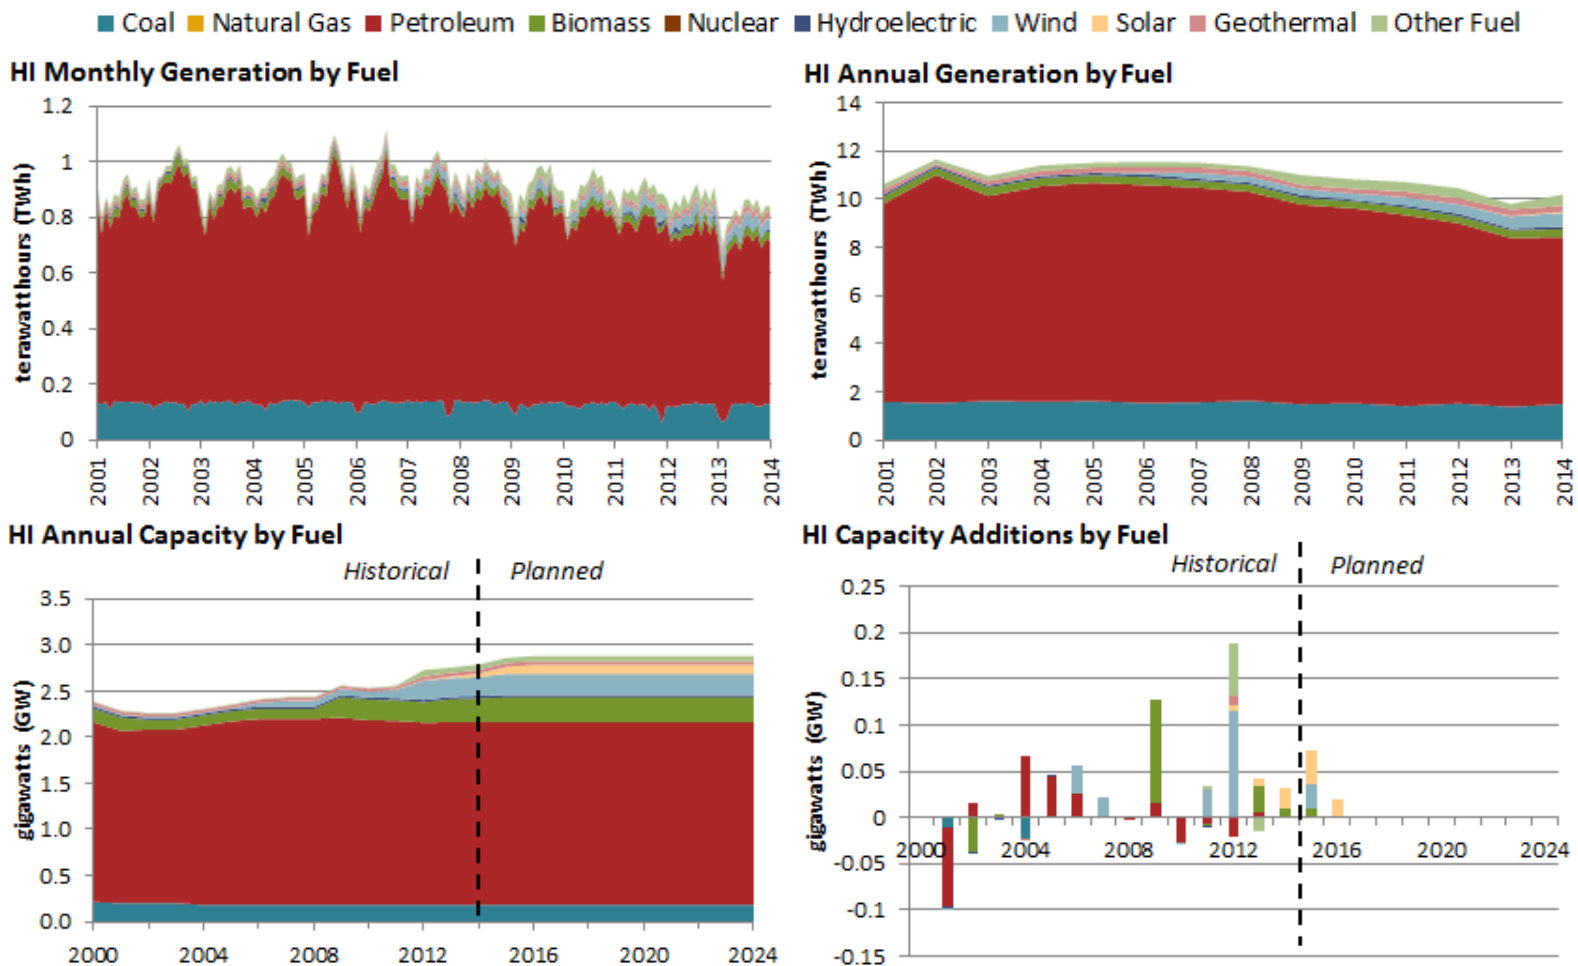 Coal Natural Gas Petroleum Biomass Nuclear Hydroelectric Wind Solar Geothermal Other Fuel
HI Monthly Generation by Fuel
terawatthours (TWh)
1.2
1
0.8
0.6
0.4
0.2
0
2001 2002 2003 2004 2005 2006 2007 2008 2009 2010 2011 2012 2013 2014
HI Annual Generation by Fuel
terawatthours (TWh)
14
12
10
8
6
4
2
0
2001 2002 2003 2004 2005 2006 2007 2008 2009 2010 2011 2012 2013 2014
HI Annual Capacity by Fuel
Historical Planned
gigawatts (GW)
3.5
3.0
2.5
2.0
1.5
1.0
0.5
0.0
2000 2004 2008 2012 2016 2020 2024
HI Capacity Additions by Fuel
Historical Planned
gigawatts (GW)
0.25
0.2
0.15
0.1
0.05
0
-0.05
-0.1
-0.15
2000 2004 2008 2012 2016 2020 2024